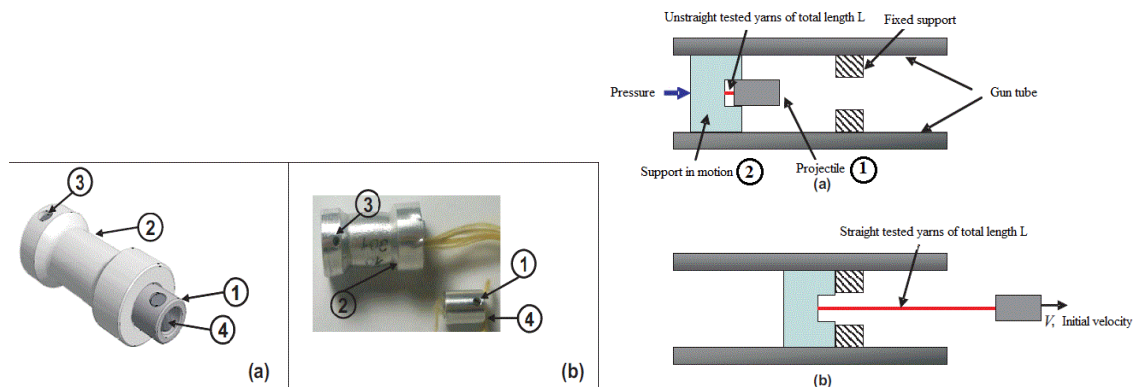 3
2
1
4
(a)
3
1
2
4
(b)
Unstraight tested yarns of total length L
Fixed support
Pressure
Gun tube
Support in motion 2
Projectile 1
(a)
Straight tested yarns of total length L
V, Initial velocity
(b)